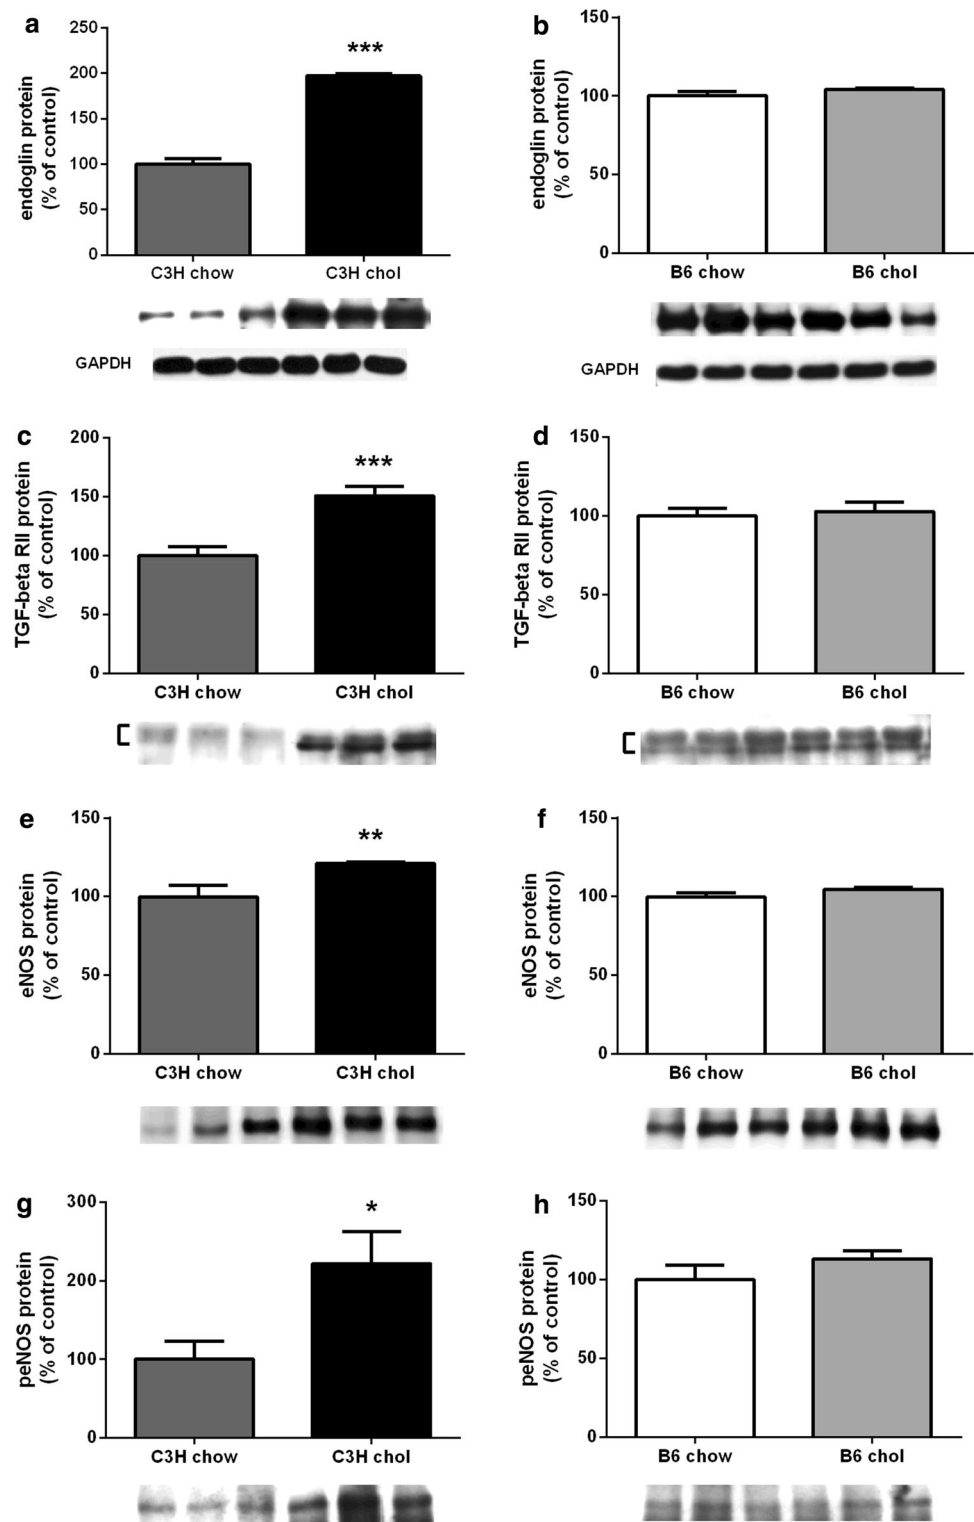 a
endoglin protein
(% of control)
250
200
150
100
50
0
***
C3H chow
C3H chol
GAPDH
b
endoglin protein
(% of control)
150
100
50
0
B6 chow
B6 chol
GAPDH
c
TGF-beta RII protein
(% of control)
200
150
100
50
0
***
C3H chow
C3H chol
d
TGF-beta RII protein
(% of control)
150
100
50
0
B6 chow
B6 chol
e
eNOS protein
(% of control)
150
100
50
0
**
C3H chow
C3H chol
f
eNOS protein
(% of control)
150
100
50
0
B6 chow
B6 chol
g
peNOS protein
(% of control)
300
200
100
0
*
C3H chow
C3H chol
h
peNOS protein
(% of control)
150
100
50
0
B6 chow
B6 chol